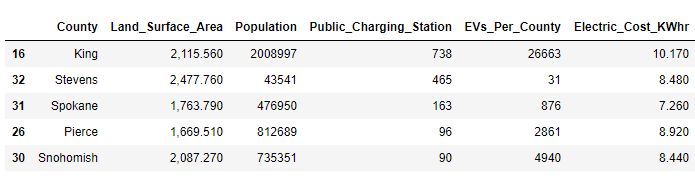 County Land_Surface_Area Population Public_Charging_Station EVs_Per_County Electric_Cost_KWhr
16 King 2,115.560 2008997 738 26663 10.170
32 Stevens 2,477.760 43541 465 31 8.480
31 Spokane 1,763.790 476950 163 876 7.260
26 Pierce 1,669.510 812689 96 2861 8.920
30 Snohomish 2,087.270 735351 90 4940 8.440